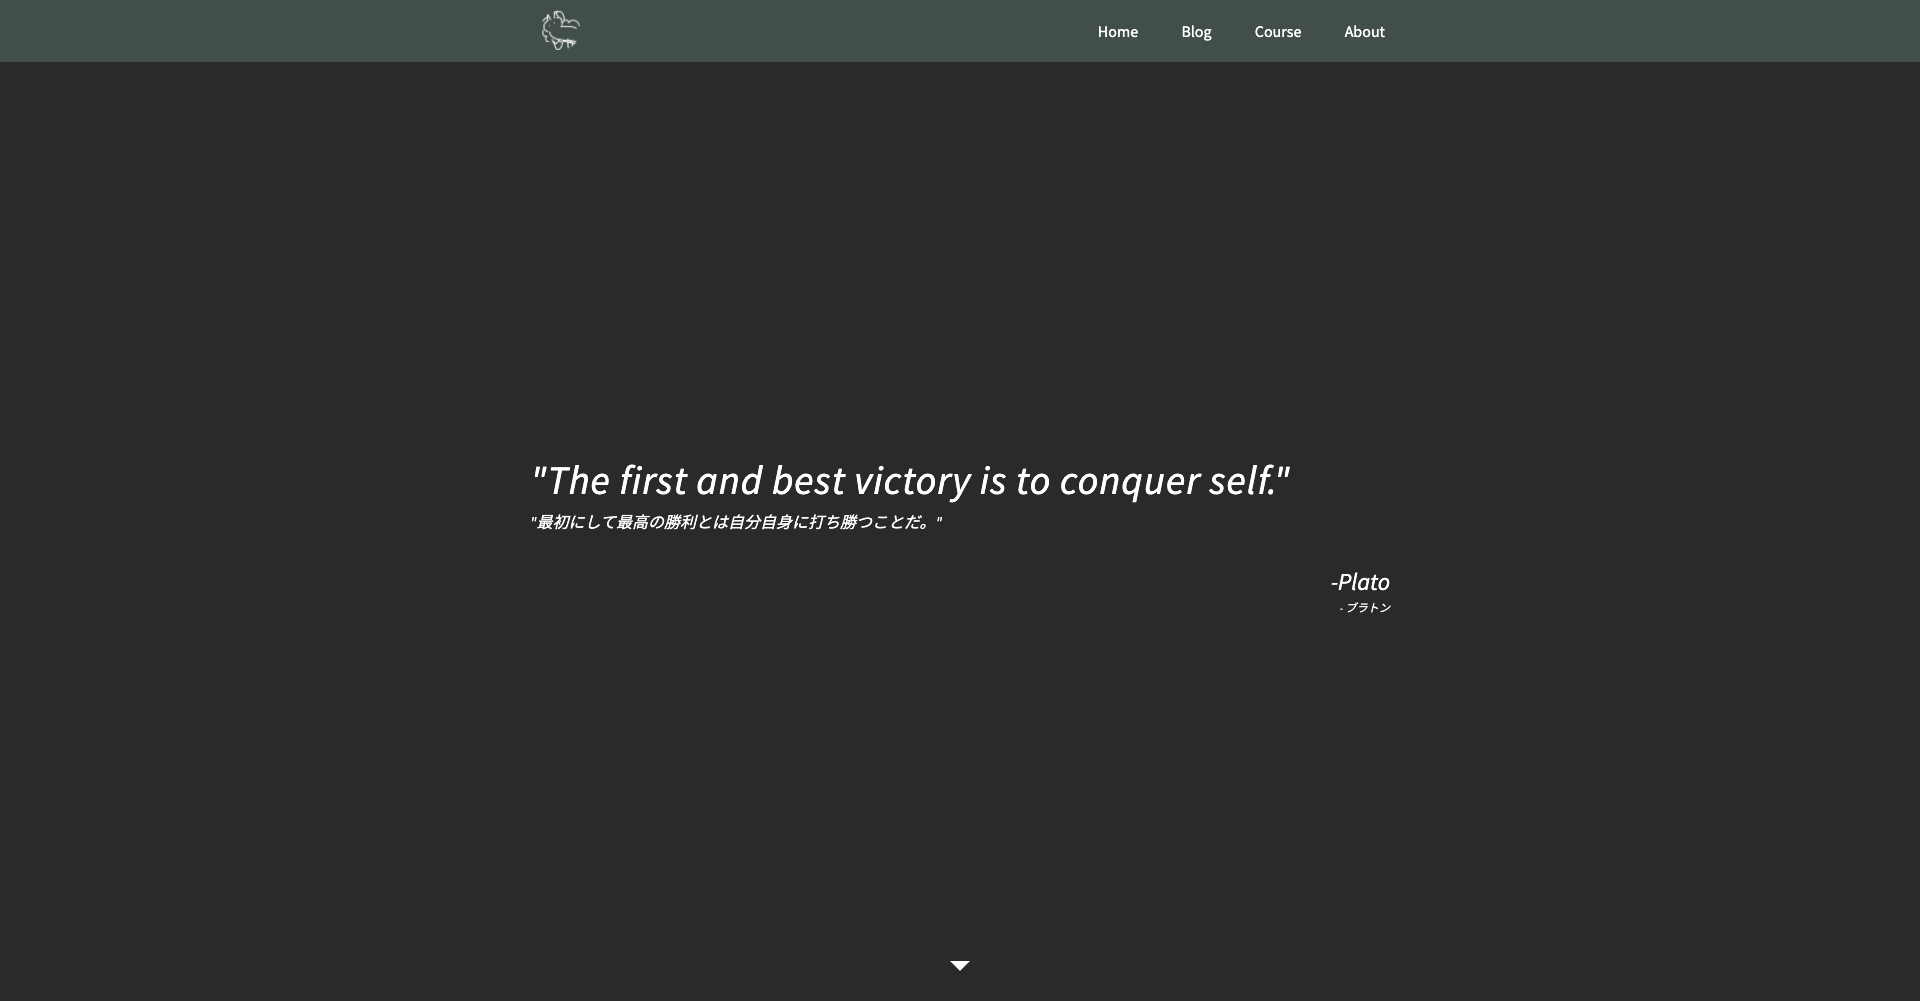 Home Blog Course About
"The first and best victory is to conquer self."
"最初にして最高の勝利とは自分自身に打ち勝つことだ。"
-Plato
- プラトン